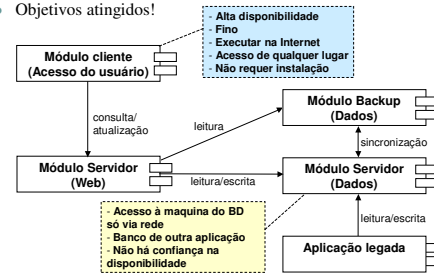 Objetivos atingidos!
- Alta disponibilidade
- Fino
- Executar na Internet
- Acesso de qualquer lugar
- Não requer instalação
Módulo cliente
(Acesso do usuário)
consulta/
atualização
leitura
Módulo Backup
(Dados)
sincronização
Módulo Servidor
(Web)
leitura/escrita
Módulo Servidor
(Dados)
- Acesso à maquina do BD
só via rede
- Banco de outra aplicação
- Não há confiança na
disponibilidade
leitura/escrita
Aplicação legada